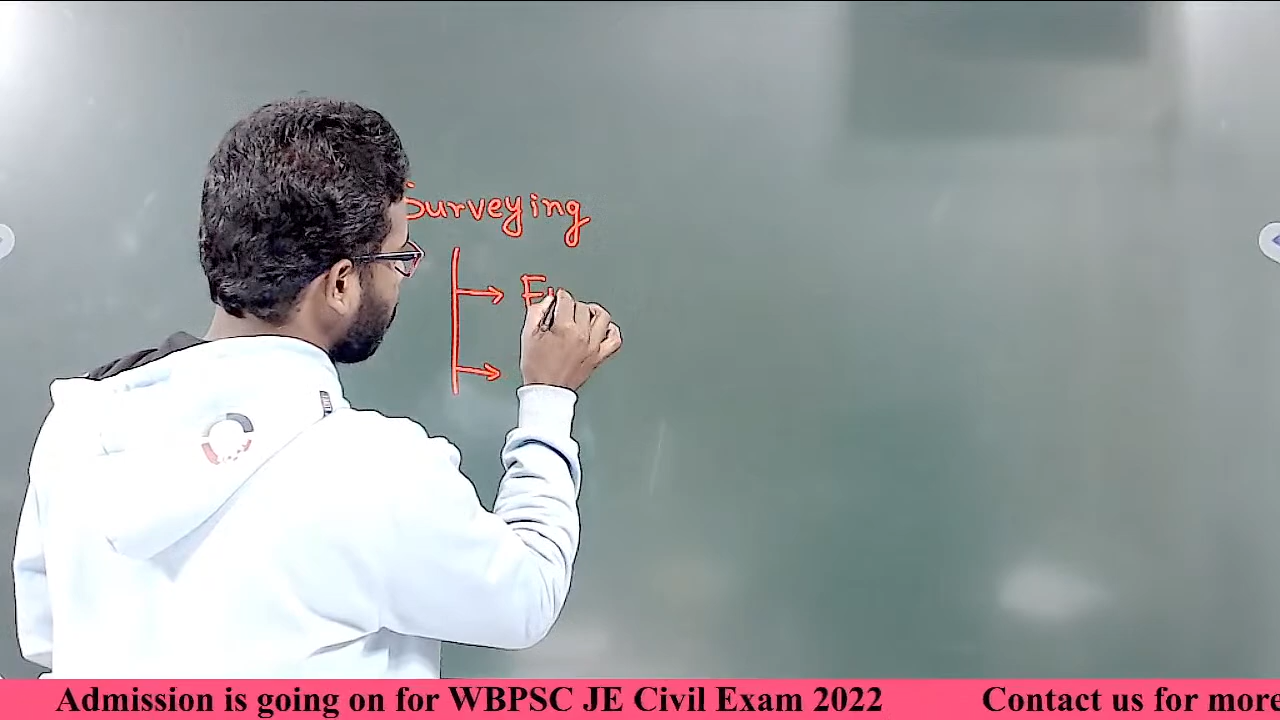 Surveying
Admission is going on for WBPSC JE Civil Exam 2022 Contact us for more